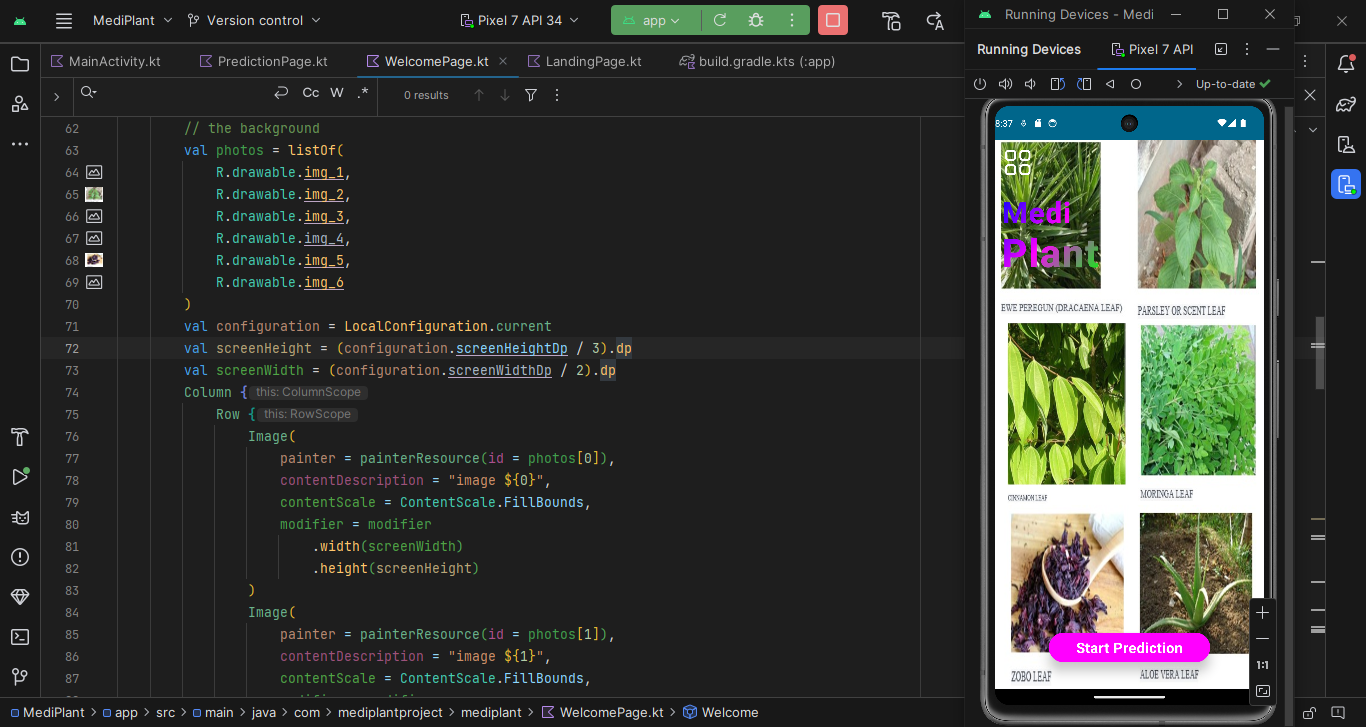 MediPlant
Version control
Pixel 7 API 34
app
Running Devices - Medi
Running Devices
Pixel 7 API
Up-to-date
MainActivity.kt
PredictionPage.kt
WelcomePage.kt
LandingPage.kt
build.gradle.kts (:app)
Cc W .*
0 results
62 // the background
63 val photos = listOf(
64 R.drawable.img_1,
65 R.drawable.img_2,
66 R.drawable.img_3,
67 R.drawable.img_4,
68 R.drawable.img_5,
69 R.drawable.img_6
70 )
71 val configuration = LocalConfiguration.current
72 val screenHeight = (configuration.screenHeightDp / 3).dp
73 val screenWidth = (configuration.screenWidthDp / 2).dp
74 Column { this: ColumnScope
75 Row { this: RowScope
76 Image(
77 painter = painterResource(id = photos[0]),
78 contentDescription = "image ${0}",
79 contentScale = ContentScale.FillBounds,
80 modifier = modifier
81 .width(screenWidth)
82 .height(screenHeight)
83 )
84 Image(
85 painter = painterResource(id = photos[1]),
86 contentDescription = "image ${1}",
87 contentScale = ContentScale.FillBounds,
8:37
Medi
Plant
EWE PEREGUN (DRACAENA LEAF)
PARSLEY OR SCENT LEAF
CINNAMON LEAF
MORINGA LEAF
Start Prediction
ZOBO LEAF
ALOE VERA LEAF
1:1
MediPlant > app > src > main > java > com > mediplantproject > mediplant > WelcomePage.kt > Welcome